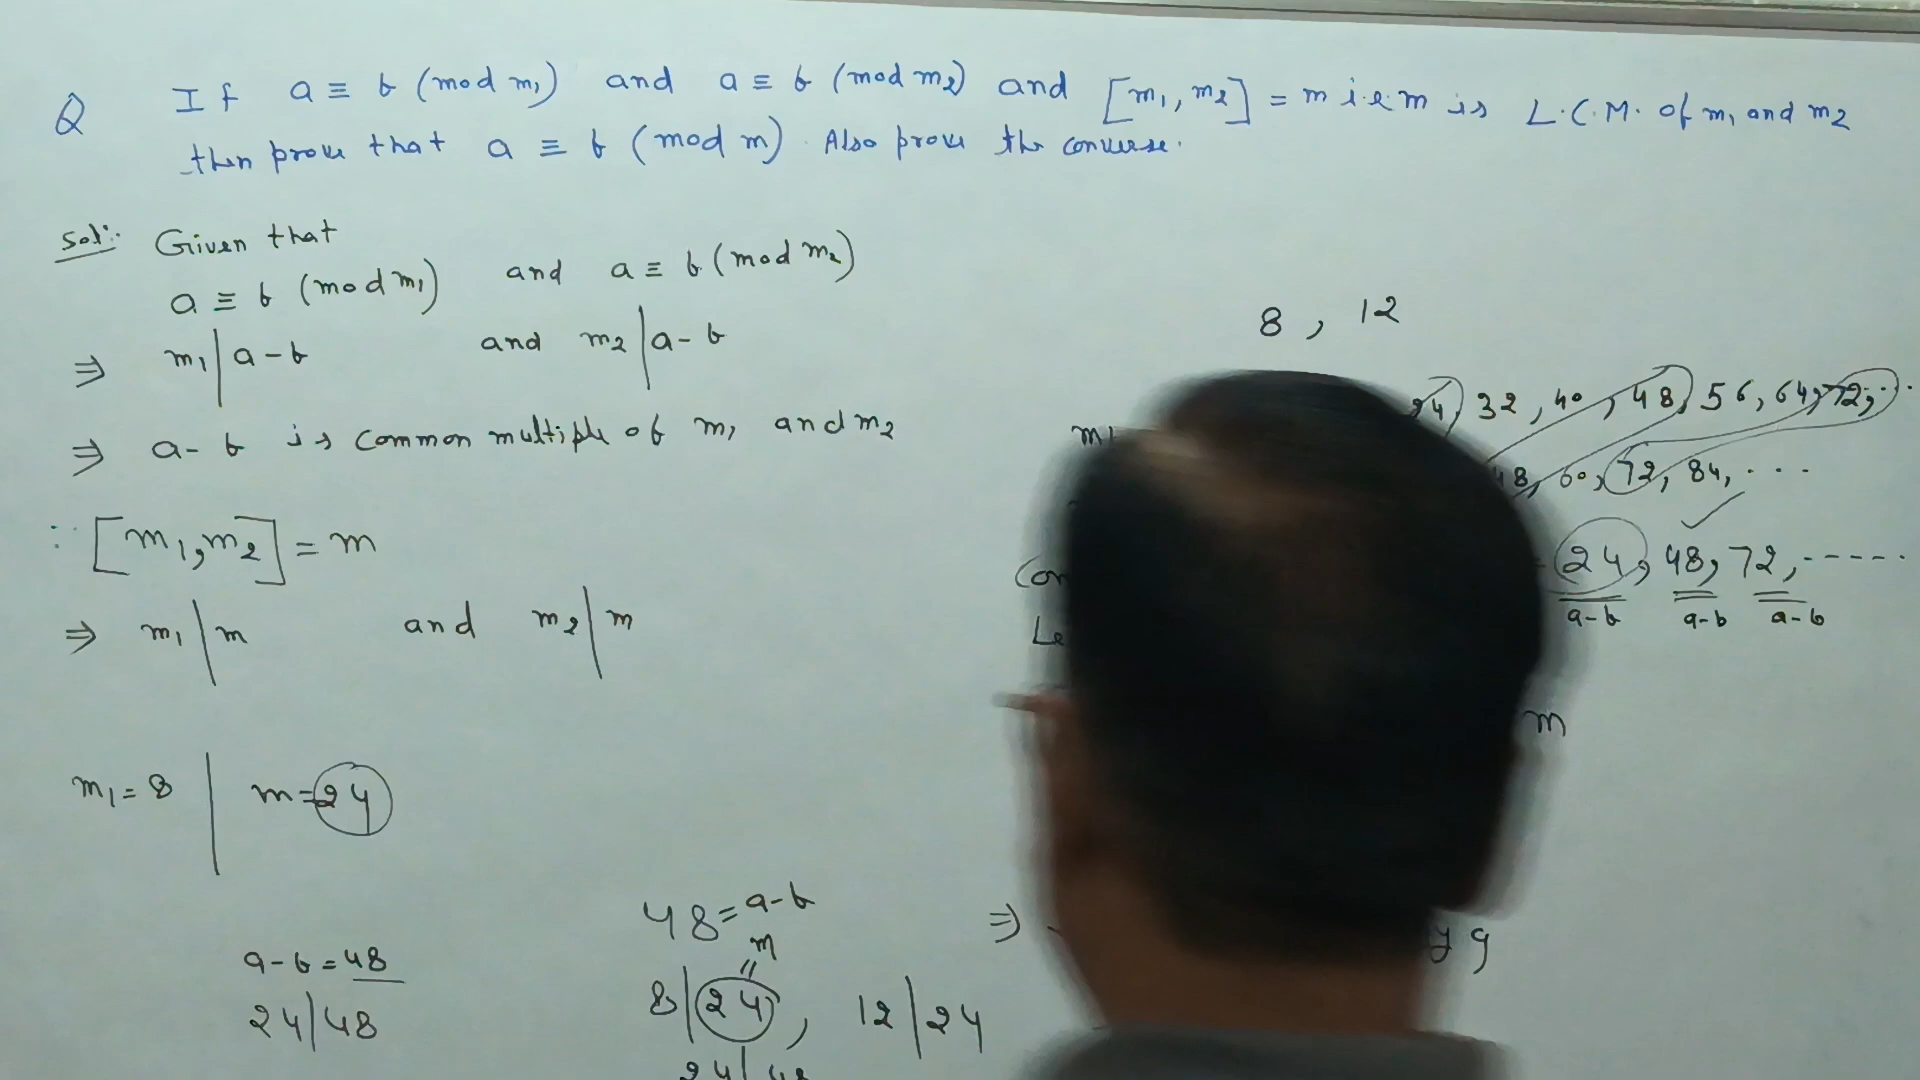 Q If a ≡ b (mod m₁) and a ≡ b (mod m₂) and [m₁, m₂] = m i.e. m is L.C.M. of m₁ and m₂
then prove that a ≡ b (mod m). Also prove the converse.
Solⁿ: Given that
a ≡ b (mod m₁) and a ≡ b (mod m₂)
⇒ m₁ | a - b and m₂ | a - b
⇒ a - b is common multiple of m₁ and m₂
∵ [m₁, m₂] = m
⇒ m₁ | m and m₂ | m
m₁ = 8 | m = 24
a - b = 48
24 | 48
48 = a - b
m
"
8 | 24, 12 | 24
24 | 48
8, 12
24, 32, 40, 48, 56, 64, 72, ...
48, 60, 72, 84, ...
24, 48, 72, -----
a-b a-b a-b
m
⇒